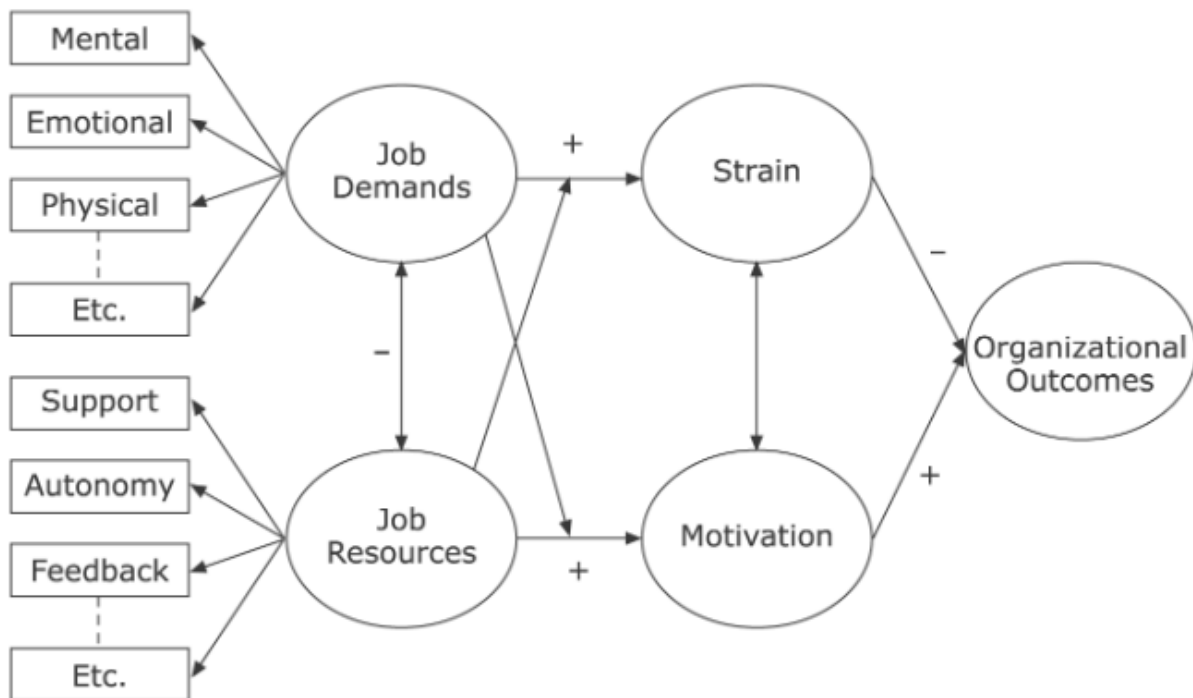 Mental
Emotional
Physical
Etc.
Support
Autonomy
Feedback
Etc.
Job
Demands
–
Job
Resources
+
+
Strain
Motivation
–
+
Organizational
Outcomes